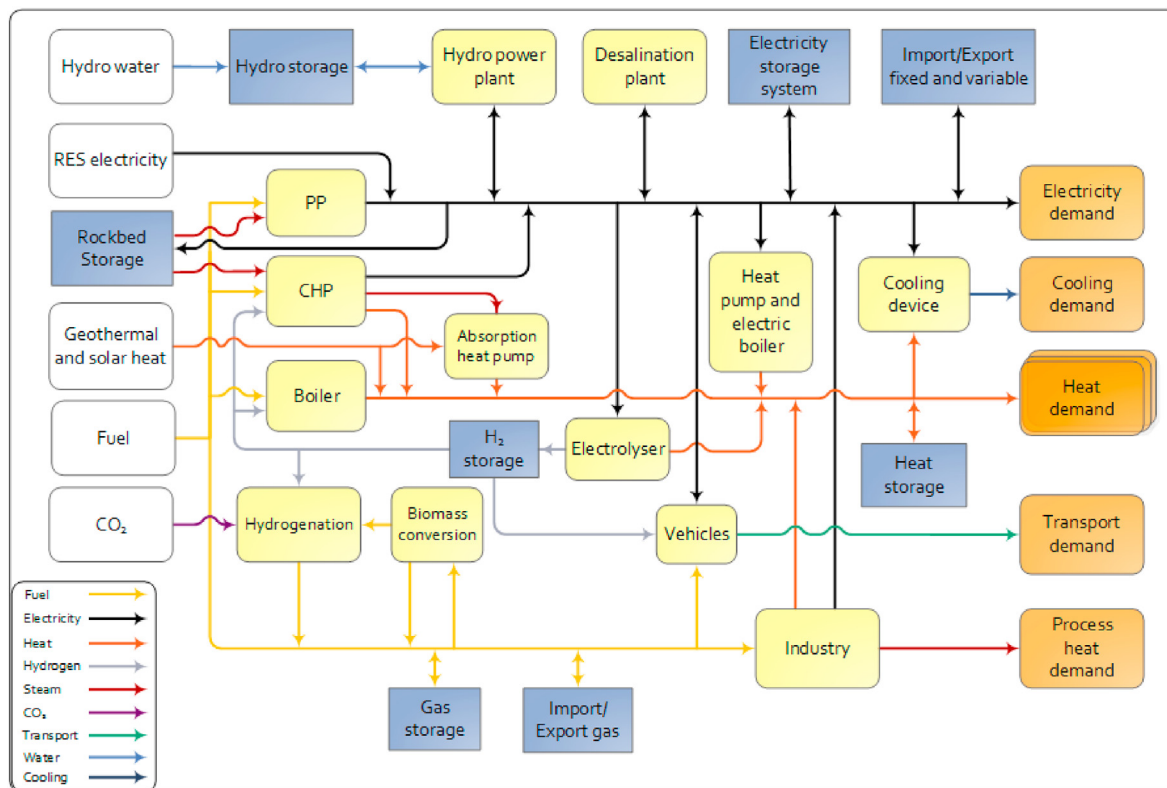 Hydro water
Hydro storage
Hydro power
plant
Desalination
plant
Electricity
storage
system
Import/Export
fixed and variable
RES electricity
PP
Electricity
demand
Rockbed
Storage
CHP
Heat
pump and
electric
boiler
Cooling
device
Cooling
demand
Geothermal
and solar heat
Absorption
heat pump
Boiler
Heat
demand
Fuel
H₂
storage
Electrolyser
Heat
storage
CO₂
Hydrogenation
Biomass
conversion
Vehicles
Transport
demand
Fuel
Electricity
Heat
Hydrogen
Steam
CO₂
Transport
Water
Cooling
Industry
Process
heat
demand
Gas
storage
Import/
Export gas